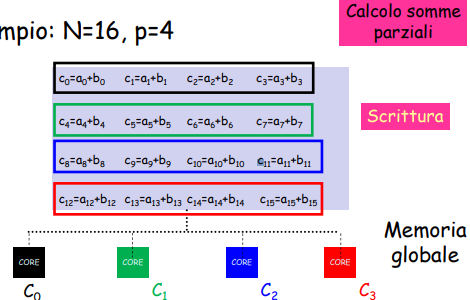 Calcolo somme
parziali
mpio: N=16, p=4
c₀=a₀+b₀ c₁=a₁+b₁ c₂=a₂+b₂ c₃=a₃+b₃
c₄=a₄+b₄ c₅=a₅+b₅ c₆=a₆+b₆ c₇=a₇+b₇
Scrittura
c₈=a₈+b₈ c₉=a₉+b₉ c₁₀=a₁₀+b₁₀ c₁₁=a₁₁+b₁₁
c₁₂=a₁₂+b₁₂ c₁₃=a₁₃+b₁₃ c₁₄=a₁₄+b₁₄ c₁₅=a₁₅+b₁₅
Memoria
globale
CORE CORE CORE CORE
C₀ C₁ C₂ C₃